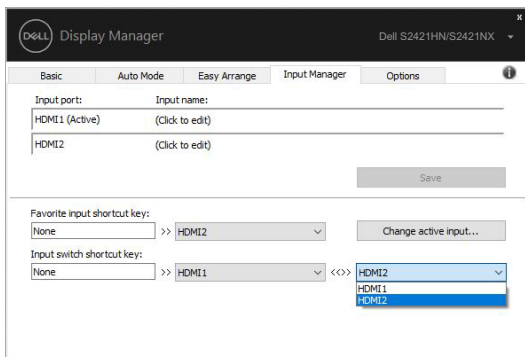 x
DELL Display Manager Dell S2421HN/S2421NX
Basic Auto Mode Easy Arrange Input Manager Options i
Input port: Input name:
HDMI1 (Active) (Click to edit)
HDMI2 (Click to edit)
Save
Favorite input shortcut key:
None >> HDMI2 Change active input...
Input switch shortcut key:
None >> HDMI1 <<>> HDMI2
HDMI1
HDMI2